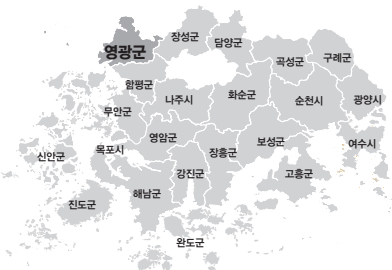 장성군
담양군
영광군
곡성군
구례군
함평군
나주시
화순군
순천시
광양시
무안군
영암군
보성군
여수시
신안군
목포시
장흥군
강진군
고흥군
해남군
진도군
완도군